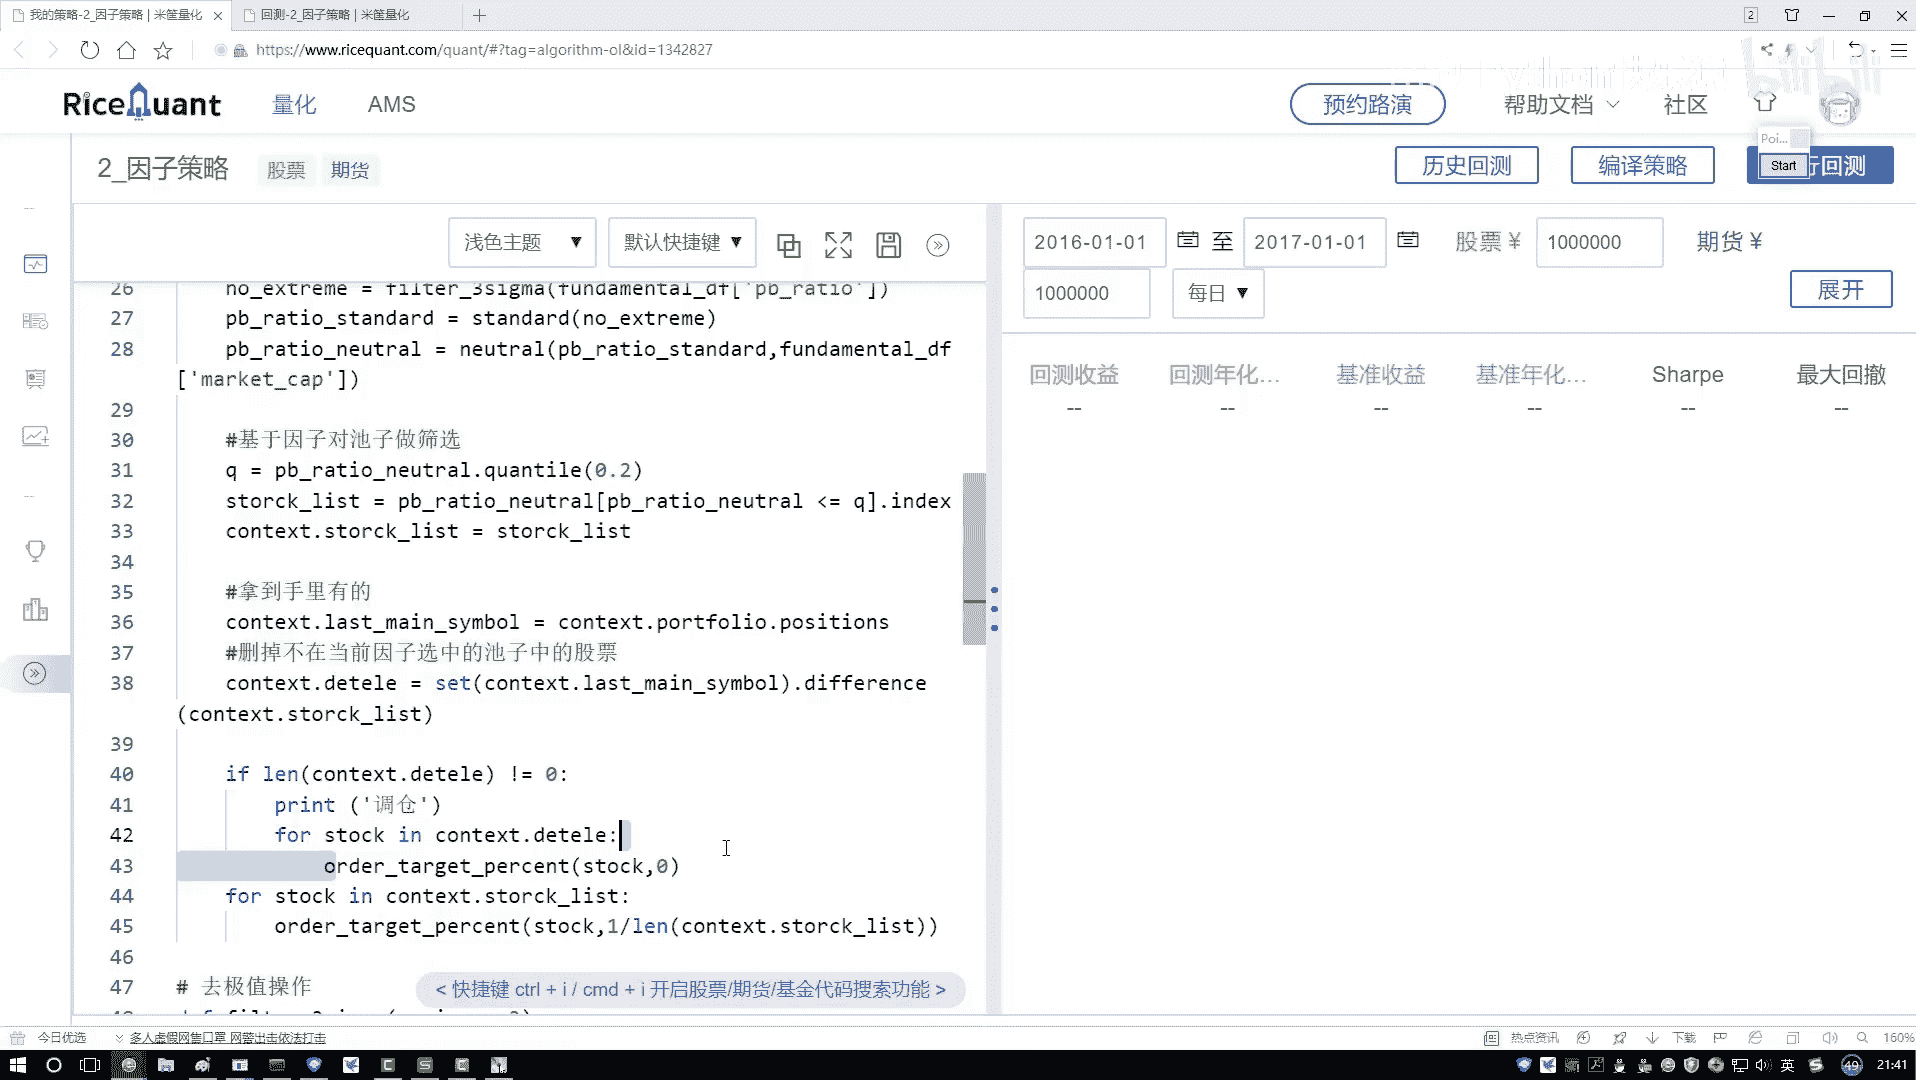 我的策略-2_因子策略 | 米筐量化
回测-2_因子策略 | 米筐量化
2
https://www.ricequant.com/quant/#?tag=algorithm-ol&id=1342827
bilibili
RiceQuant
量化
AMS
预约路演
帮助文档
社区
Poi...
Start
2_因子策略
股票
期货
历史回测
编译策略
行回测
浅色主题
默认快捷键
2016-01-01
至
2017-01-01
股票 ¥
1000000
期货 ¥
1000000
每日
展开
26 no_extreme = filter_3sigma(fundamental_df['pb_ratio'])
27 pb_ratio_standard = standard(no_extreme)
28 pb_ratio_neutral = neutral(pb_ratio_standard,fundamental_df
['market_cap'])
29
30 #基于因子对池子做筛选
31 q = pb_ratio_neutral.quantile(0.2)
32 storck_list = pb_ratio_neutral[pb_ratio_neutral <= q].index
33 context.storck_list = storck_list
34
35 #拿到手里有的
36 context.last_main_symbol = context.portfolio.positions
37 #删掉不在当前因子选中的池子中的股票
38 context.detele = set(context.last_main_symbol).difference
(context.storck_list)
39
40 if len(context.detele) != 0:
41 print ('调仓')
42 for stock in context.detele:
43 order_target_percent(stock,0)
44 for stock in context.storck_list:
45 order_target_percent(stock,1/len(context.storck_list))
46
47 # 去极值操作
< 快捷键 ctrl + i / cmd + i 开启股票/期货/基金代码搜索功能 >
回测收益
回测年化...
基准收益
基准年化...
Sharpe
最大回撤
--
--
--
--
--
--
今日优选
多人虚假网售口罩 网警出击依法打击
热点资讯
下载
160%
英
49
21:41